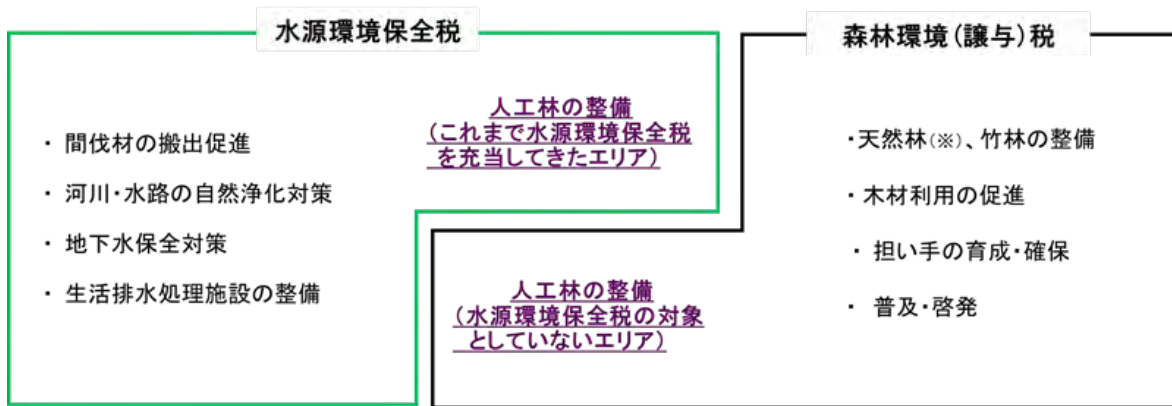 水源環境保全税
・ 間伐材の搬出促進
・ 河川・水路の自然浄化対策
・ 地下水保全対策
・ 生活排水処理施設の整備
人工林の整備
(これまで水源環境保全税
を充当してきたエリア)
人工林の整備
(水源環境保全税の対象
としていないエリア)
森林環境(譲与)税
・天然林(※)、竹林の整備
・木材利用の促進
・ 担い手の育成・確保
・ 普及・啓発